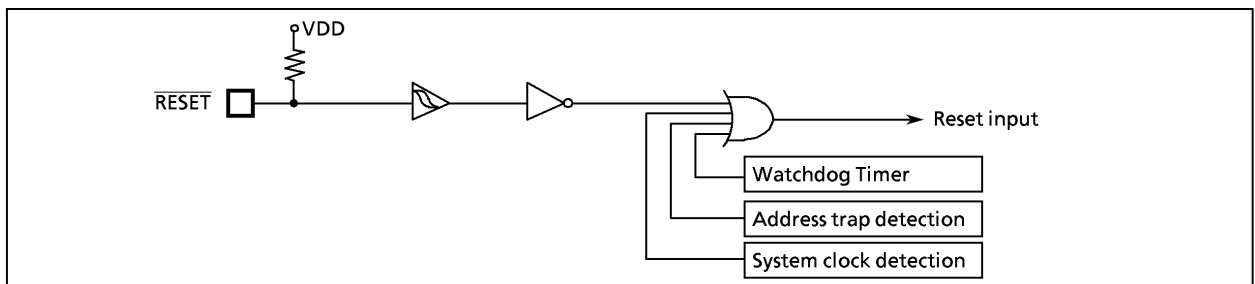 VDD
RESET
Reset input
Watchdog Timer
Address trap detection
System clock detection